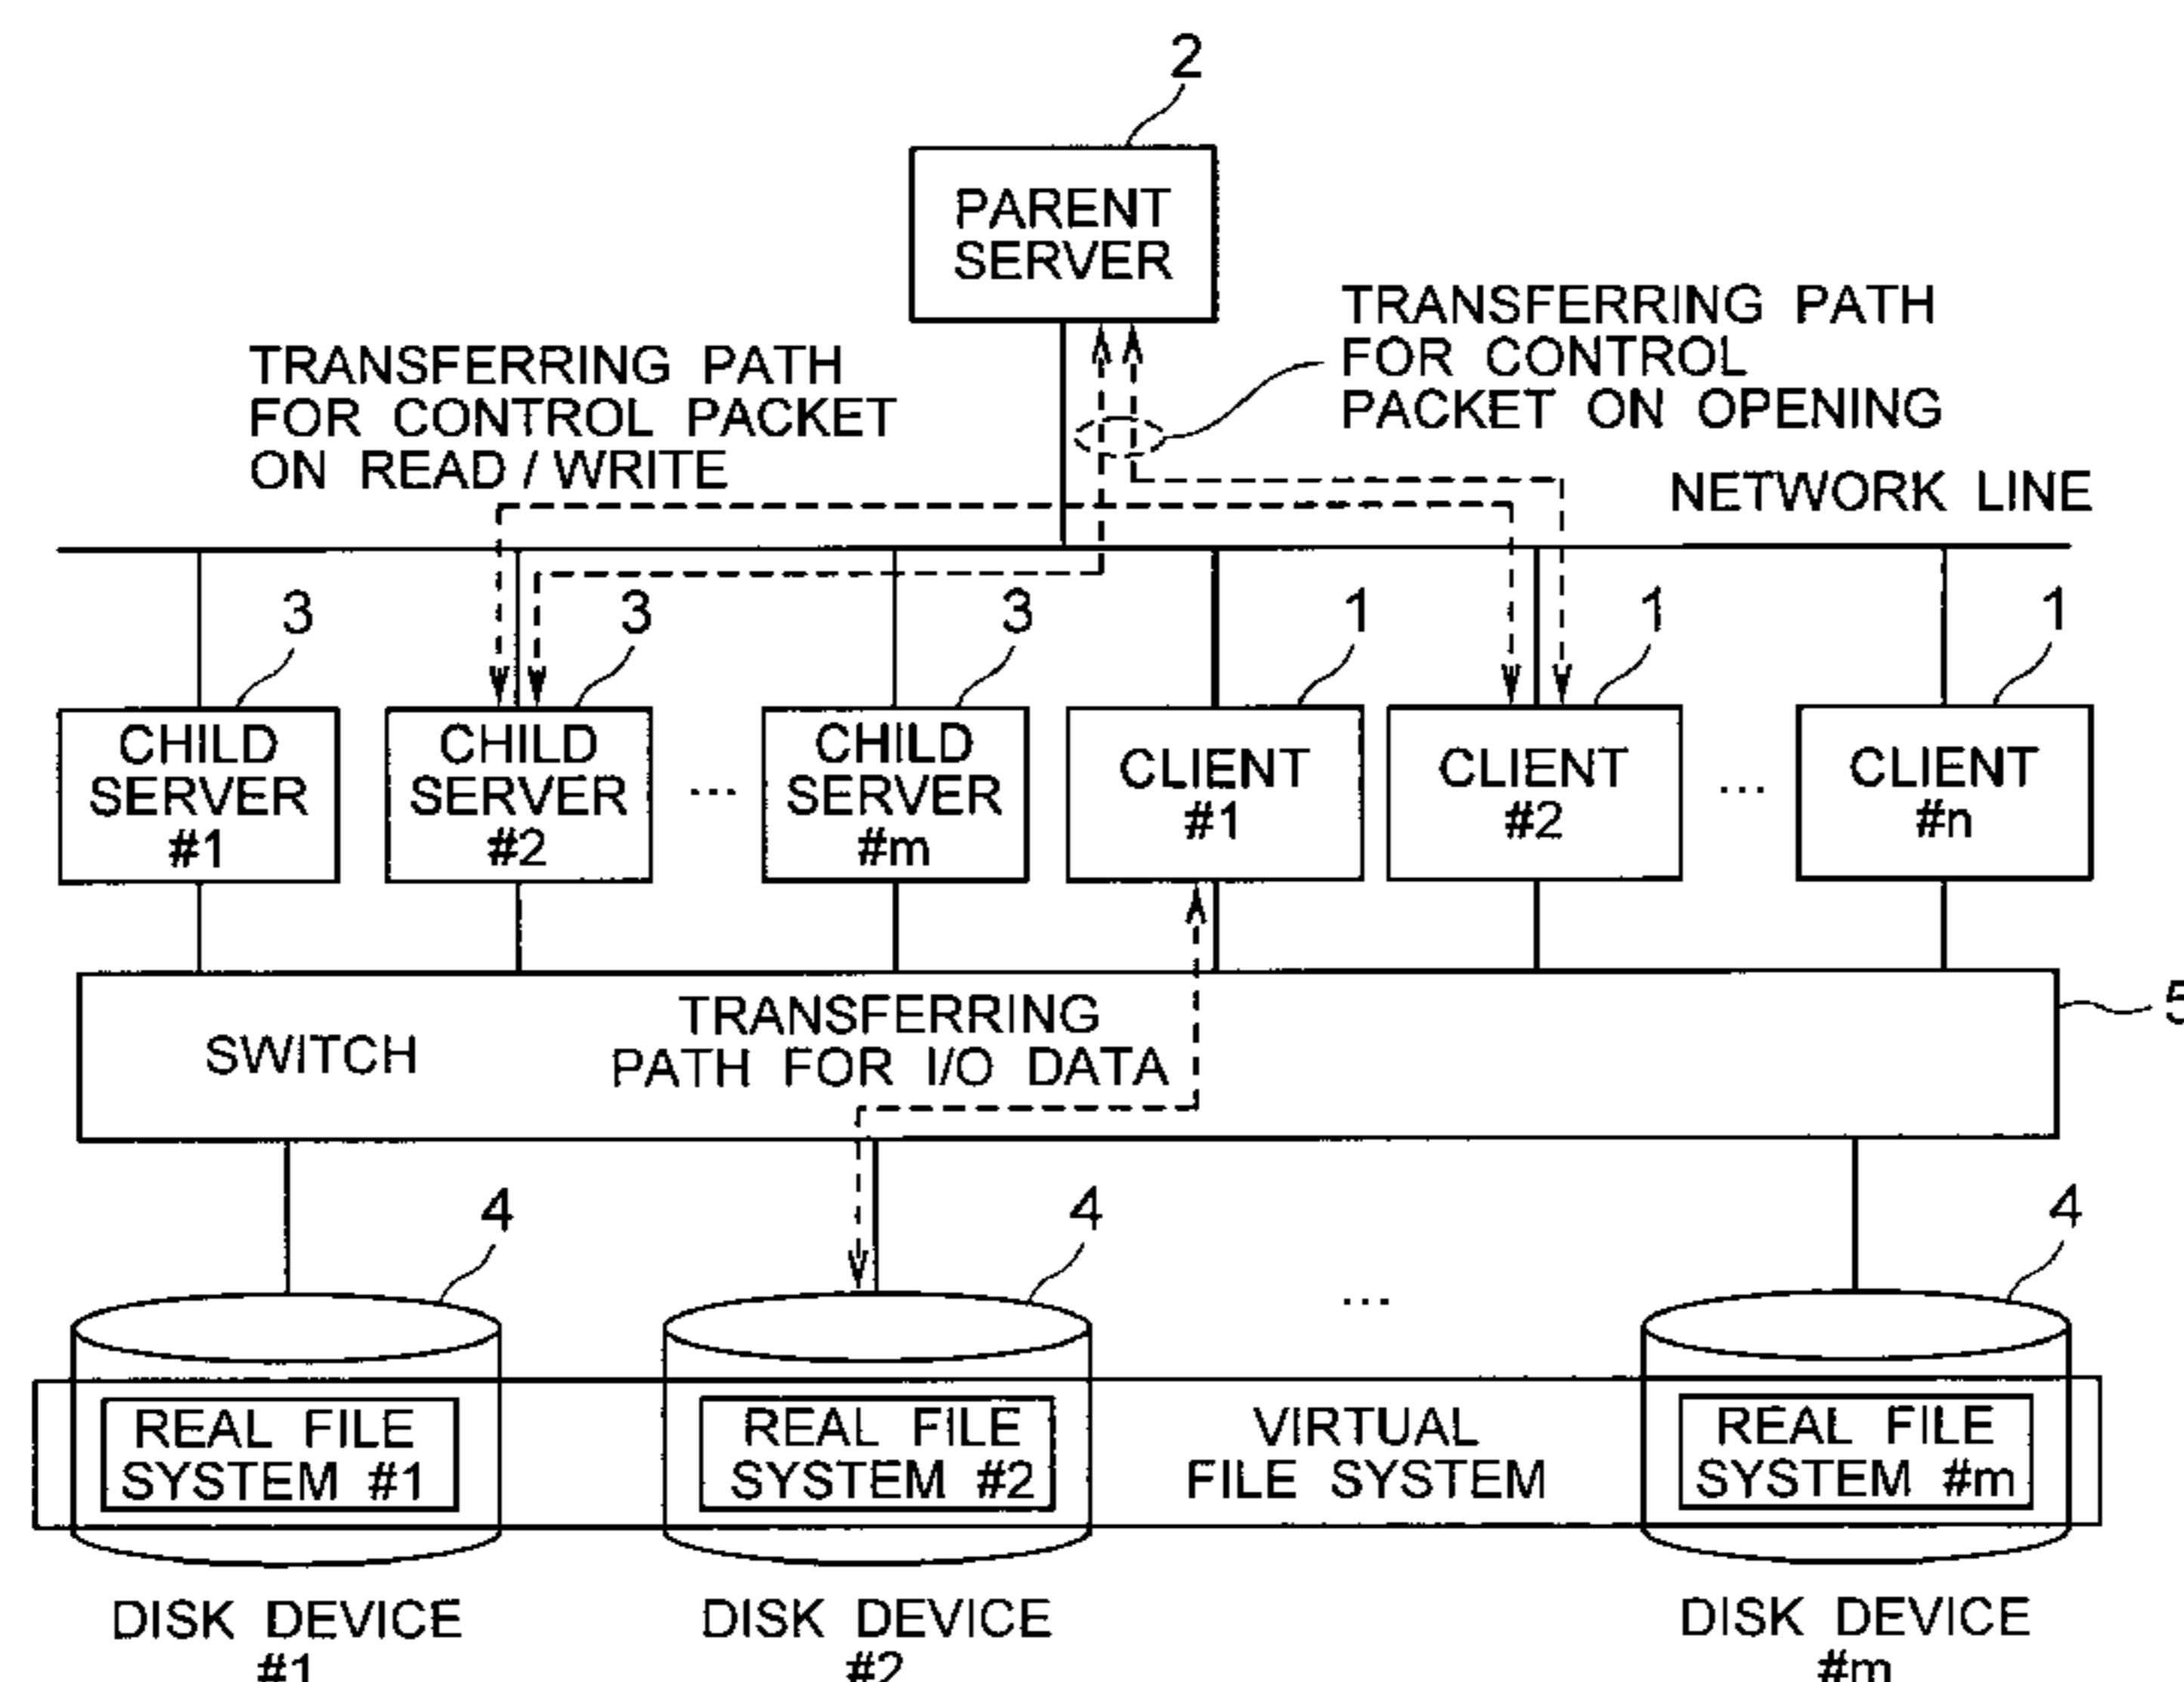 2
PARENT
SERVER
TRANSFERRING PATH
FOR CONTROL
PACKET ON OPENING
TRANSFERRING PATH
FOR CONTROL PACKET
ON READ / WRITE
NETWORK LINE
3
3
3
1
1
1
CHILD
SERVER
#1
CHILD
SERVER
#2
...
CHILD
SERVER
#m
CLIENT
#1
CLIENT
#2
...
CLIENT
#n
5
SWITCH
TRANSFERRING
PATH FOR I/O DATA
4
4
4
...
REAL FILE
SYSTEM #1
REAL FILE
SYSTEM #2
VIRTUAL
FILE SYSTEM
REAL FILE
SYSTEM #m
DISK DEVICE
#1
DISK DEVICE
#2
DISK DEVICE
#m